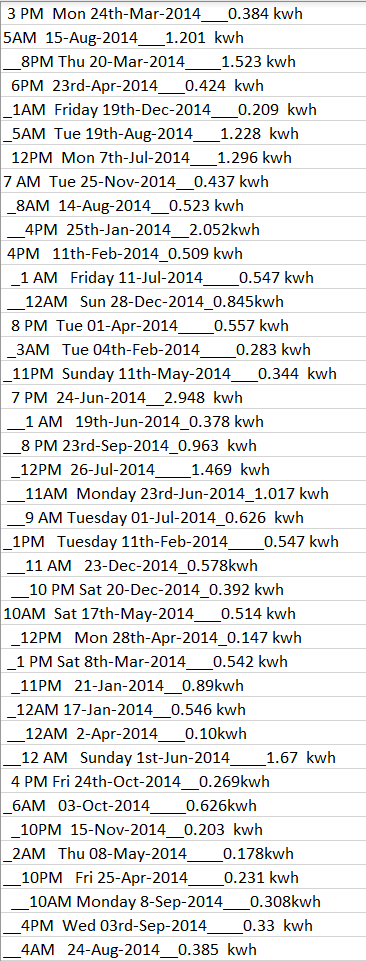 3 PM  Mon 24th-Mar-2014___0.384 kwh
5AM  15-Aug-2014___1.201  kwh
__8PM Thu 20-Mar-2014____1.523 kwh
6PM  23rd-Apr-2014___0.424  kwh
_1AM  Friday 19th-Dec-2014___0.209  kwh
_5AM  Tue 19th-Aug-2014___1.228  kwh
12PM  Mon 7th-Jul-2014____1.296 kwh
7 AM  Tue 25-Nov-2014__0.437 kwh
_8AM  14-Aug-2014__0.523 kwh
__4PM  25th-Jan-2014__2.052kwh
4PM   11th-Feb-2014_0.509 kwh
_1 AM   Friday 11-Jul-2014____0.547 kwh
__12AM   Sun 28-Dec-2014_0.845kwh
8 PM  Tue 01-Apr-2014____0.557 kwh
_3AM   Tue 04th-Feb-2014___0.283 kwh
_11PM  Sunday 11th-May-2014___0.344  kwh
7 PM  24-Jun-2014__2.948  kwh
__1 AM   19th-Jun-2014_0.378 kwh
__8 PM 23rd-Sep-2014_0.963  kwh
_12PM  26-Jul-2014____1.469  kwh
__11AM  Monday 23rd-Jun-2014_1.017 kwh
__9 AM Tuesday 01-Jul-2014_0.626  kwh
_1PM   Tuesday 11th-Feb-2014____0.547 kwh
__11 AM   23-Dec-2014_0.578kwh
__10 PM Sat 20-Dec-2014_0.392 kwh
10AM  Sat 17th-May-2014___0.514 kwh
_12PM   Mon 28th-Apr-2014_0.147 kwh
_1 PM Sat 8th-Mar-2014___0.542 kwh
_11PM   21-Jan-2014__0.89kwh
_12AM 17-Jan-2014__0.546 kwh
__12AM  2-Apr-2014___0.10kwh
__12 AM   Sunday 1st-Jun-2014____1.67  kwh
4 PM Fri 24th-Oct-2014__0.269kwh
_6AM   03-Oct-2014____0.626kwh
_10PM  15-Nov-2014__0.203  kwh
_2AM   Thu 08-May-2014____0.178kwh
__10PM   Fri 25-Apr-2014____0.231 kwh
__10AM Monday 8-Sep-2014___0.308kwh
__4PM  Wed 03rd-Sep-2014__0.33  kwh
__4AM   24-Aug-2014__0.385  kwh